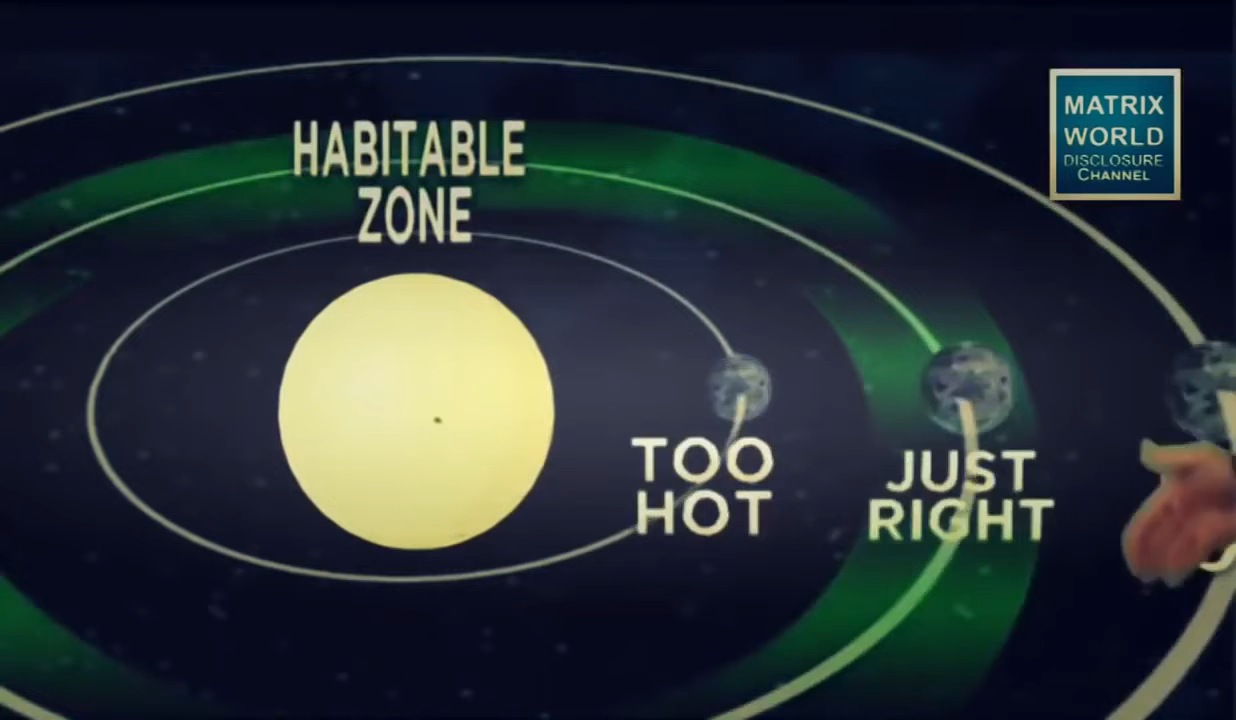 HABITABLE
ZONE
TOO
HOT
JUST
RIGHT
MATRIX
WORLD
DISCLOSURE
CHANNEL